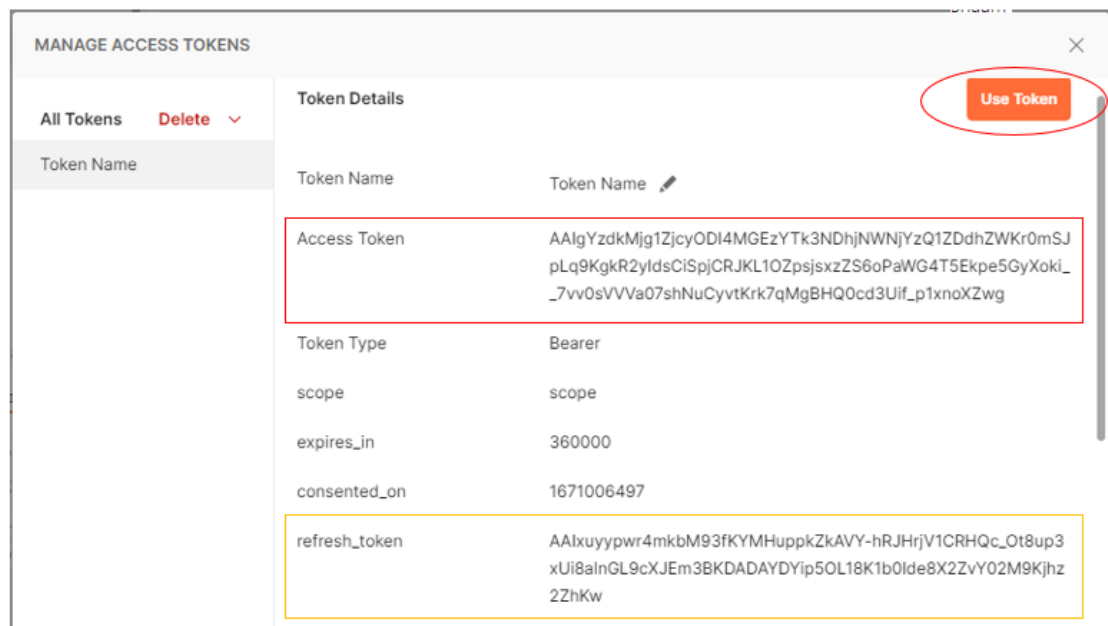 MANAGE ACCESS TOKENS
All Tokens Delete
Token Name
Token Details
Use Token
Token Name Token Name
Access Token AAIgYzdkMjg1ZjcyODI4MGEzYTk3NDhjNWNjYzQ1ZDdhZWKr0mSJ
pLq9KgkR2yIdsCiSpjCRJKL1OZpsjsxzZS6oPaWG4T5Ekpe5GyXoki_
_7vv0sVVVa07shNuCyvtKrk7qMgBHQ0cd3Uif_p1xnoXZwg
Token Type Bearer
scope scope
expires_in 360000
consented_on 1671006497
refresh_token AAIxuyypwr4mkbM93fKYMHuppkZkAVY-hRJHrjV1CRHQc_Ot8up3
xUi8alnGL9cXJEm3BKDADAYDYip5OL18K1b0Ide8X2ZvY02M9Kjhz
2ZhKw